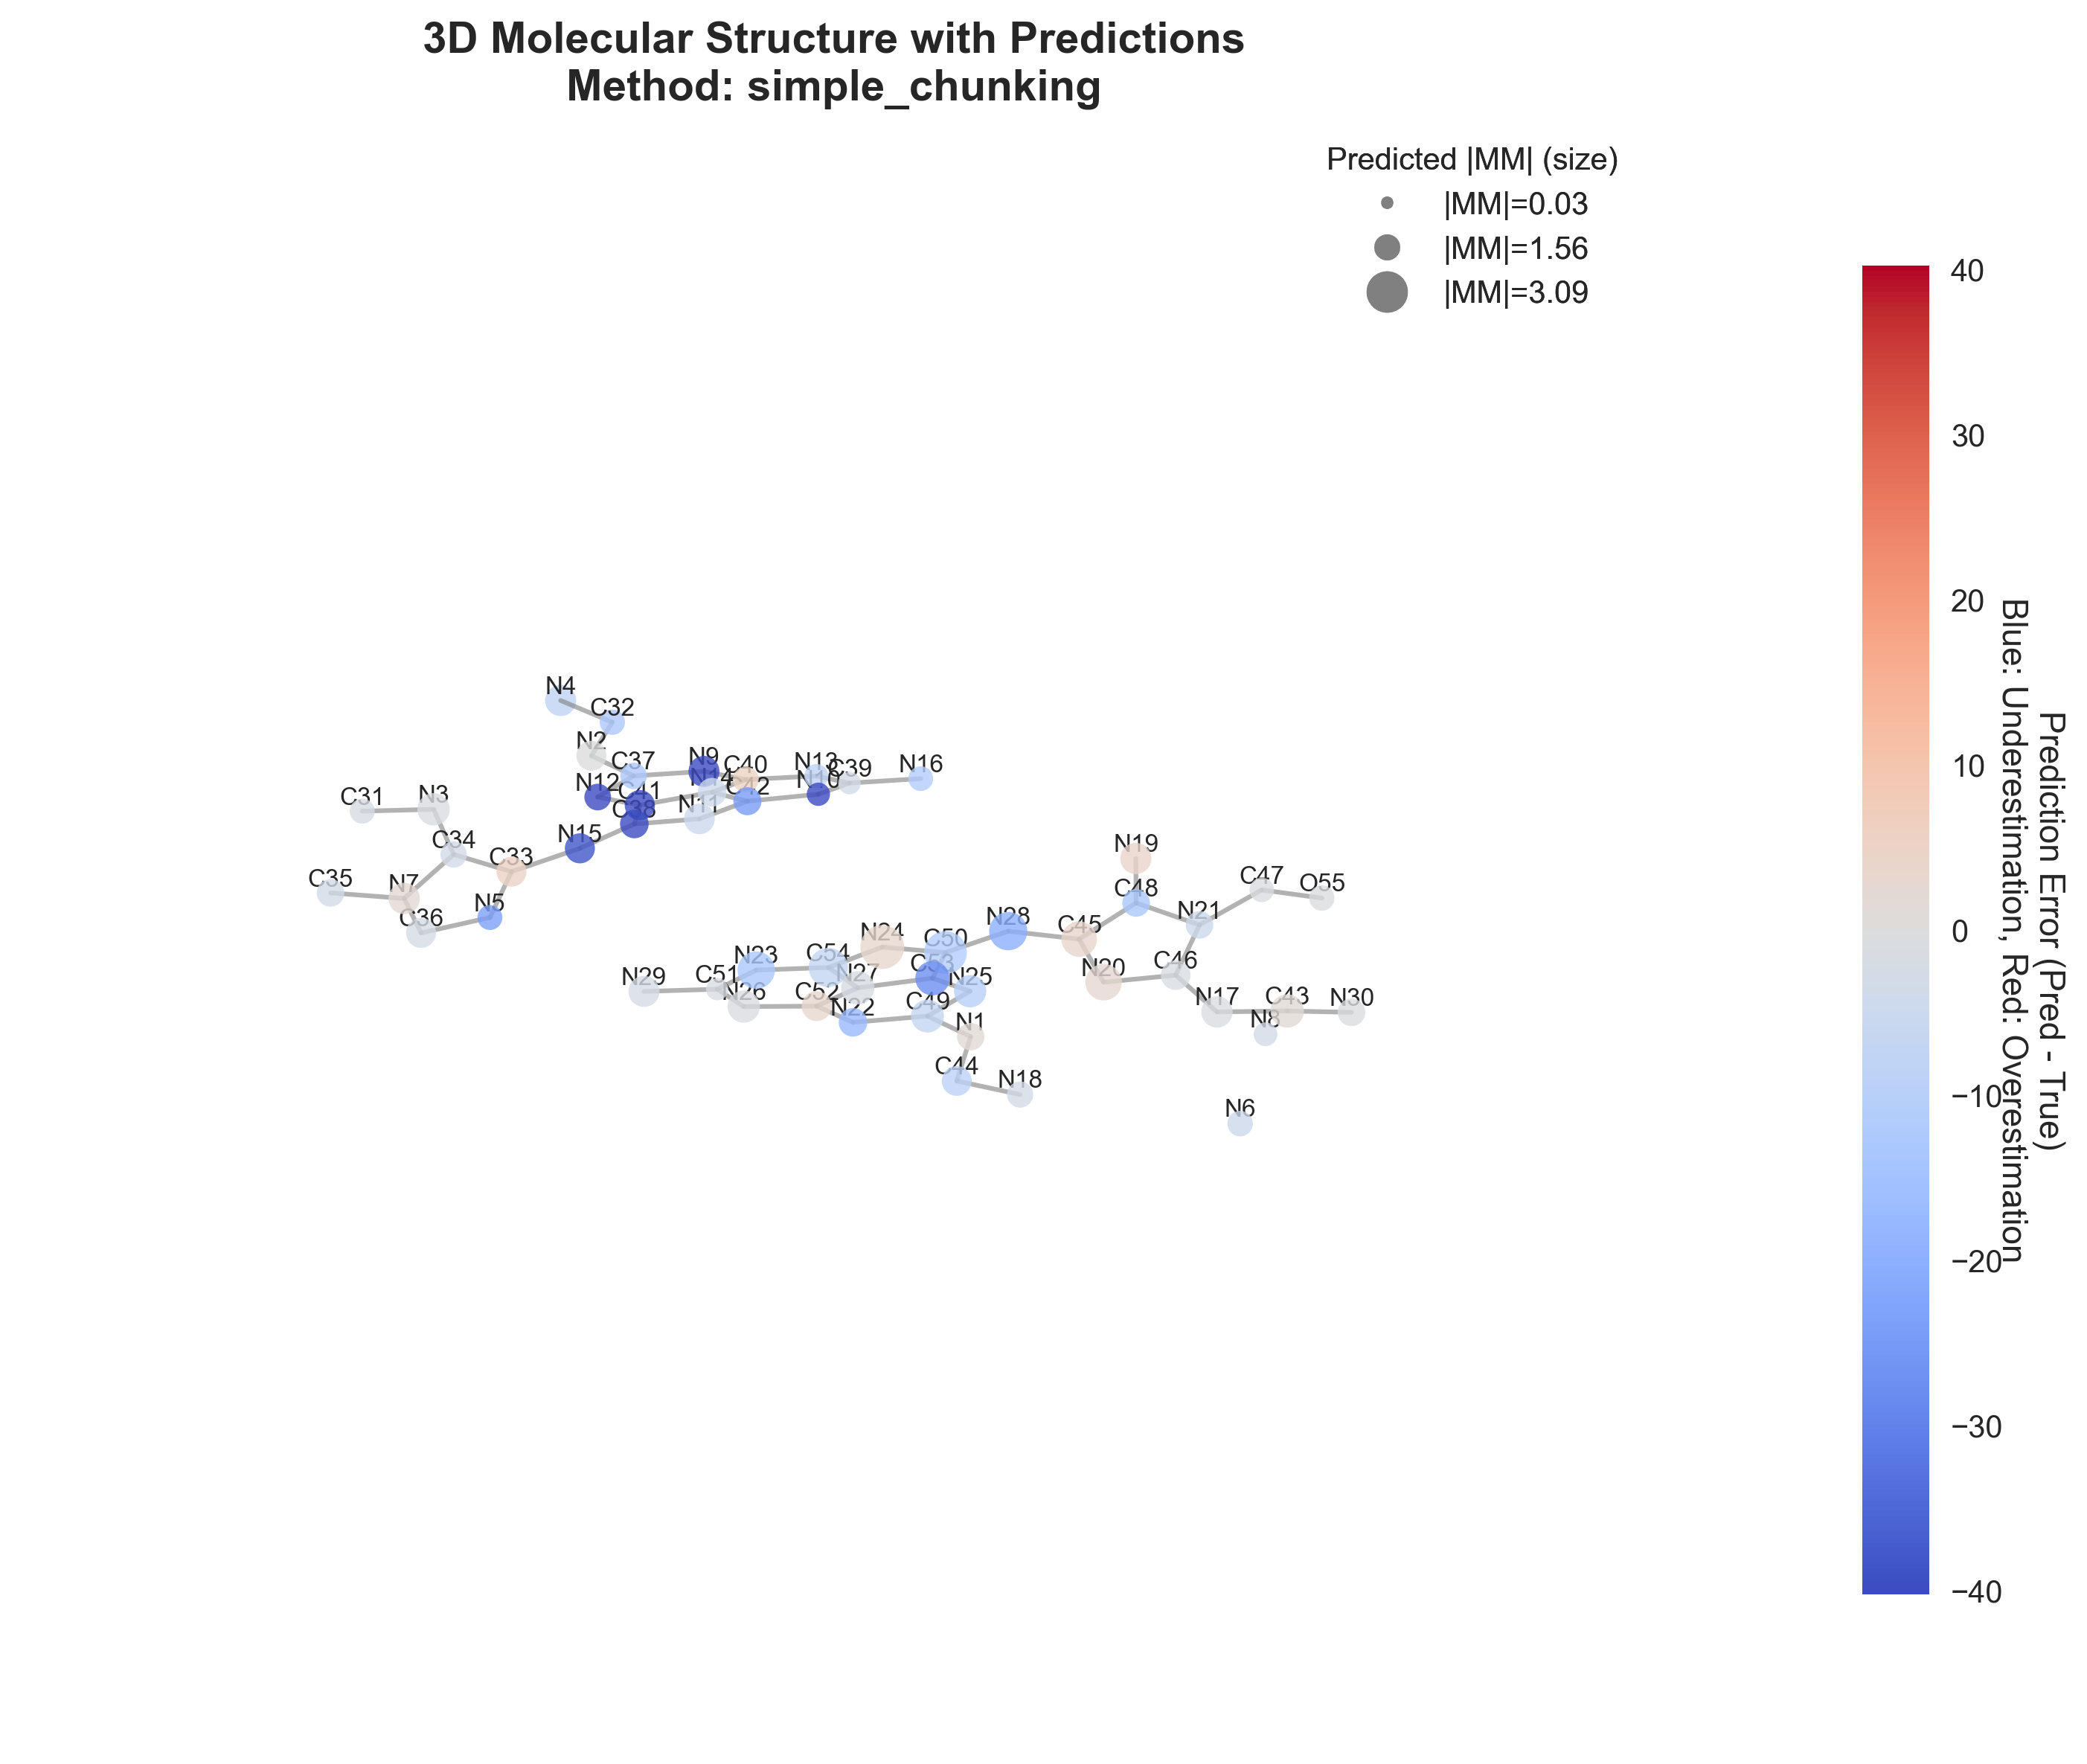 3D Molecular Structure with Predictions
Method: simple_chunking
Predicted |MM| (size)
|MM|=0.03
|MM|=1.56
|MM|=3.09
40
30
20
10
0
−10
−20
−30
−40
Prediction Error (Pred - True)
Blue: Underestimation, Red: Overestimation
N4
C32
N2
C37
N9
C40
N13
C39
N16
N12
C41
N14
C42
N10
C31
N3
C38
N11
N15
C34
C33
C35
N7
N5
C36
N19
C48
C47
O55
N21
N28
C45
N24
C50
N23
C54
C53
N25
N27
N29
C51
N26
C52
N22
C49
N1
N20
C46
N17
C43
N30
N8
C44
N18
N6